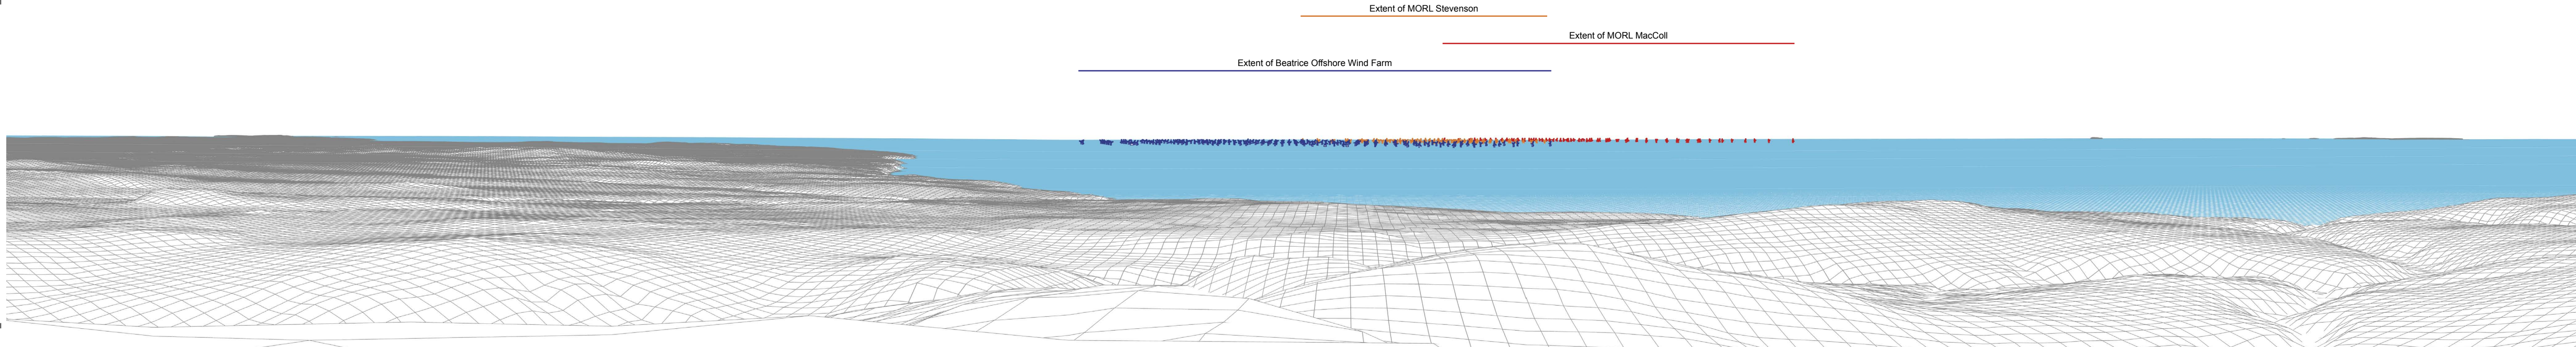 Extent of MORL Stevenson
Extent of MORL MacColl
Extent of Beatrice Offshore Wind Farm